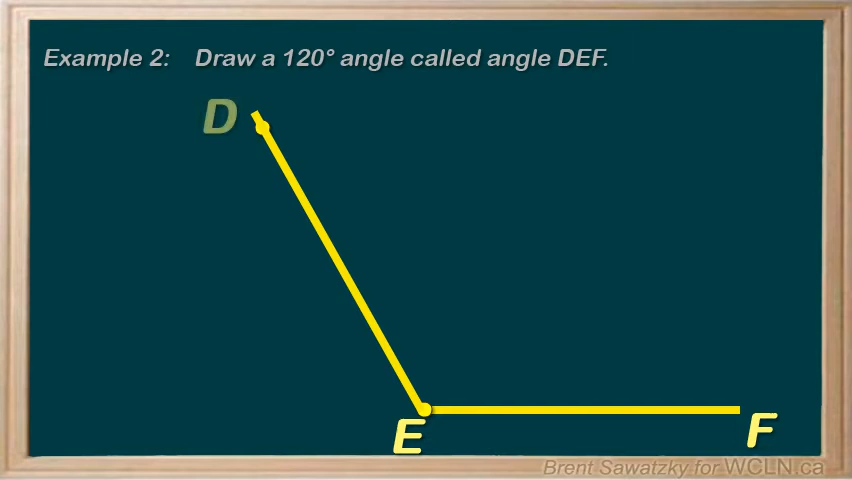 Example 2: Draw a 120° angle called angle DEF.
D
E
F
Brent Sawatzky for WCLN.ca